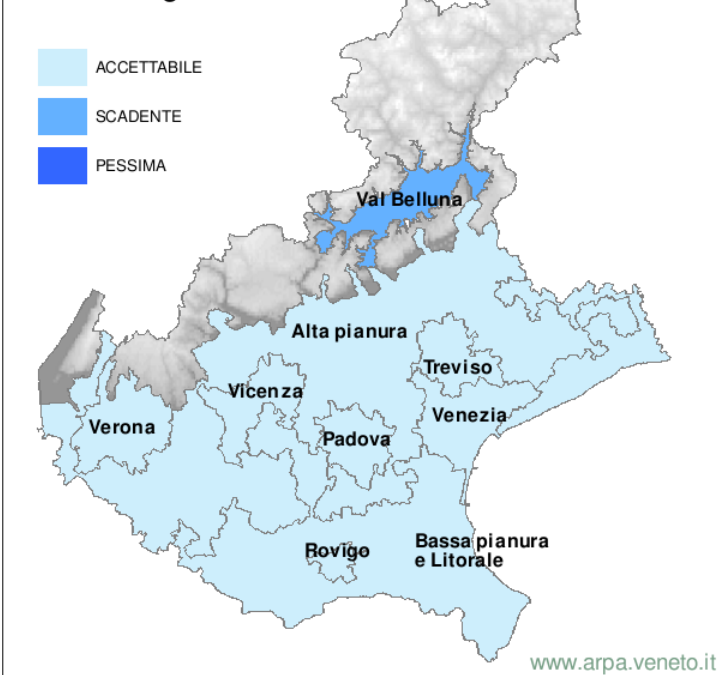 ACCETTABILE
SCADENTE
PESSIMA
Val Belluna
Alta pianura
Treviso
Vicenza
Venezia
Verona
Padova
Rovigo
Bassa pianura
e Litorale
www.arpa.veneto.it